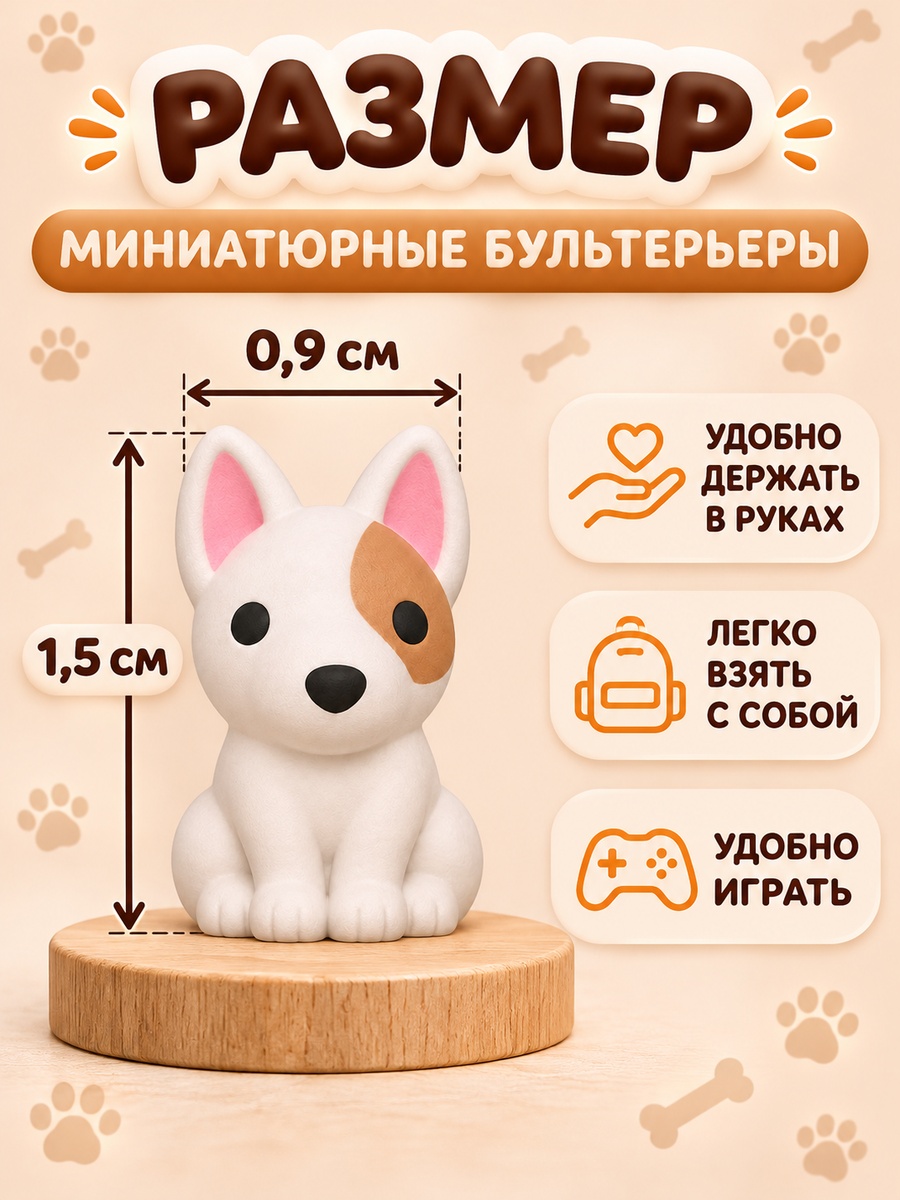 РАЗМЕР
МИНИАТЮРНЫЕ БУЛЬТЕРЬЕРЫ
0,9 см
1,5 см
УДОБНО
ДЕРЖАТЬ
В РУКАХ
ЛЕГКО
ВЗЯТЬ
С СОБОЙ
УДОБНО
ИГРАТЬ